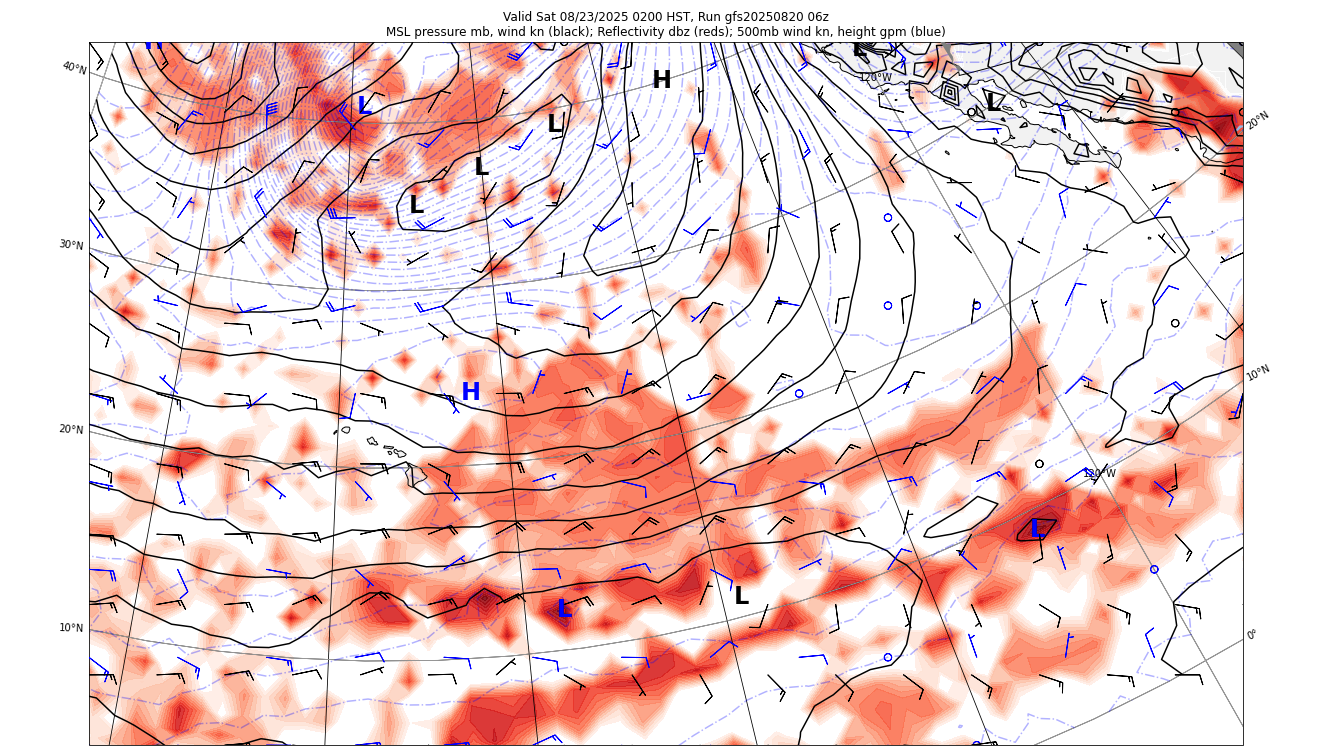 Valid Sat 08/23/2025 0200 HST, Run gfs20250820 06z
MSL pressure mb, wind kn (black); Reflectivity dbz (reds); 500mb wind kn, height gpm (blue)
H
L
40°N
120°W
H
L
L
L
20°N
L
L
L
30°N
10°N
H
20°N
120°W
L
L
L
10°N
0°